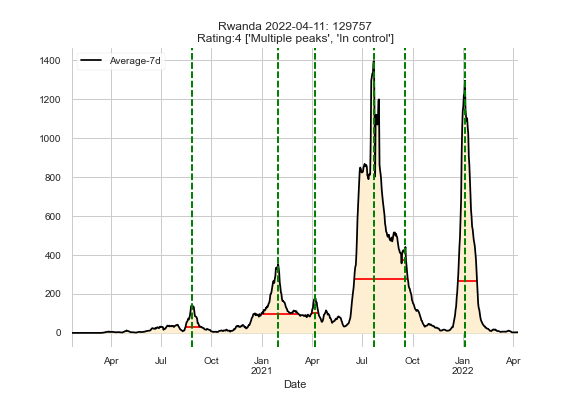 Rwanda 2022-04-11: 129757
Rating:4 ['Multiple peaks', 'In control']
Average-7d
1400
1200
1000
800
600
400
200
0
Apr Jul Oct Jan Apr Jul Oct Jan Apr
2021 2022
Date